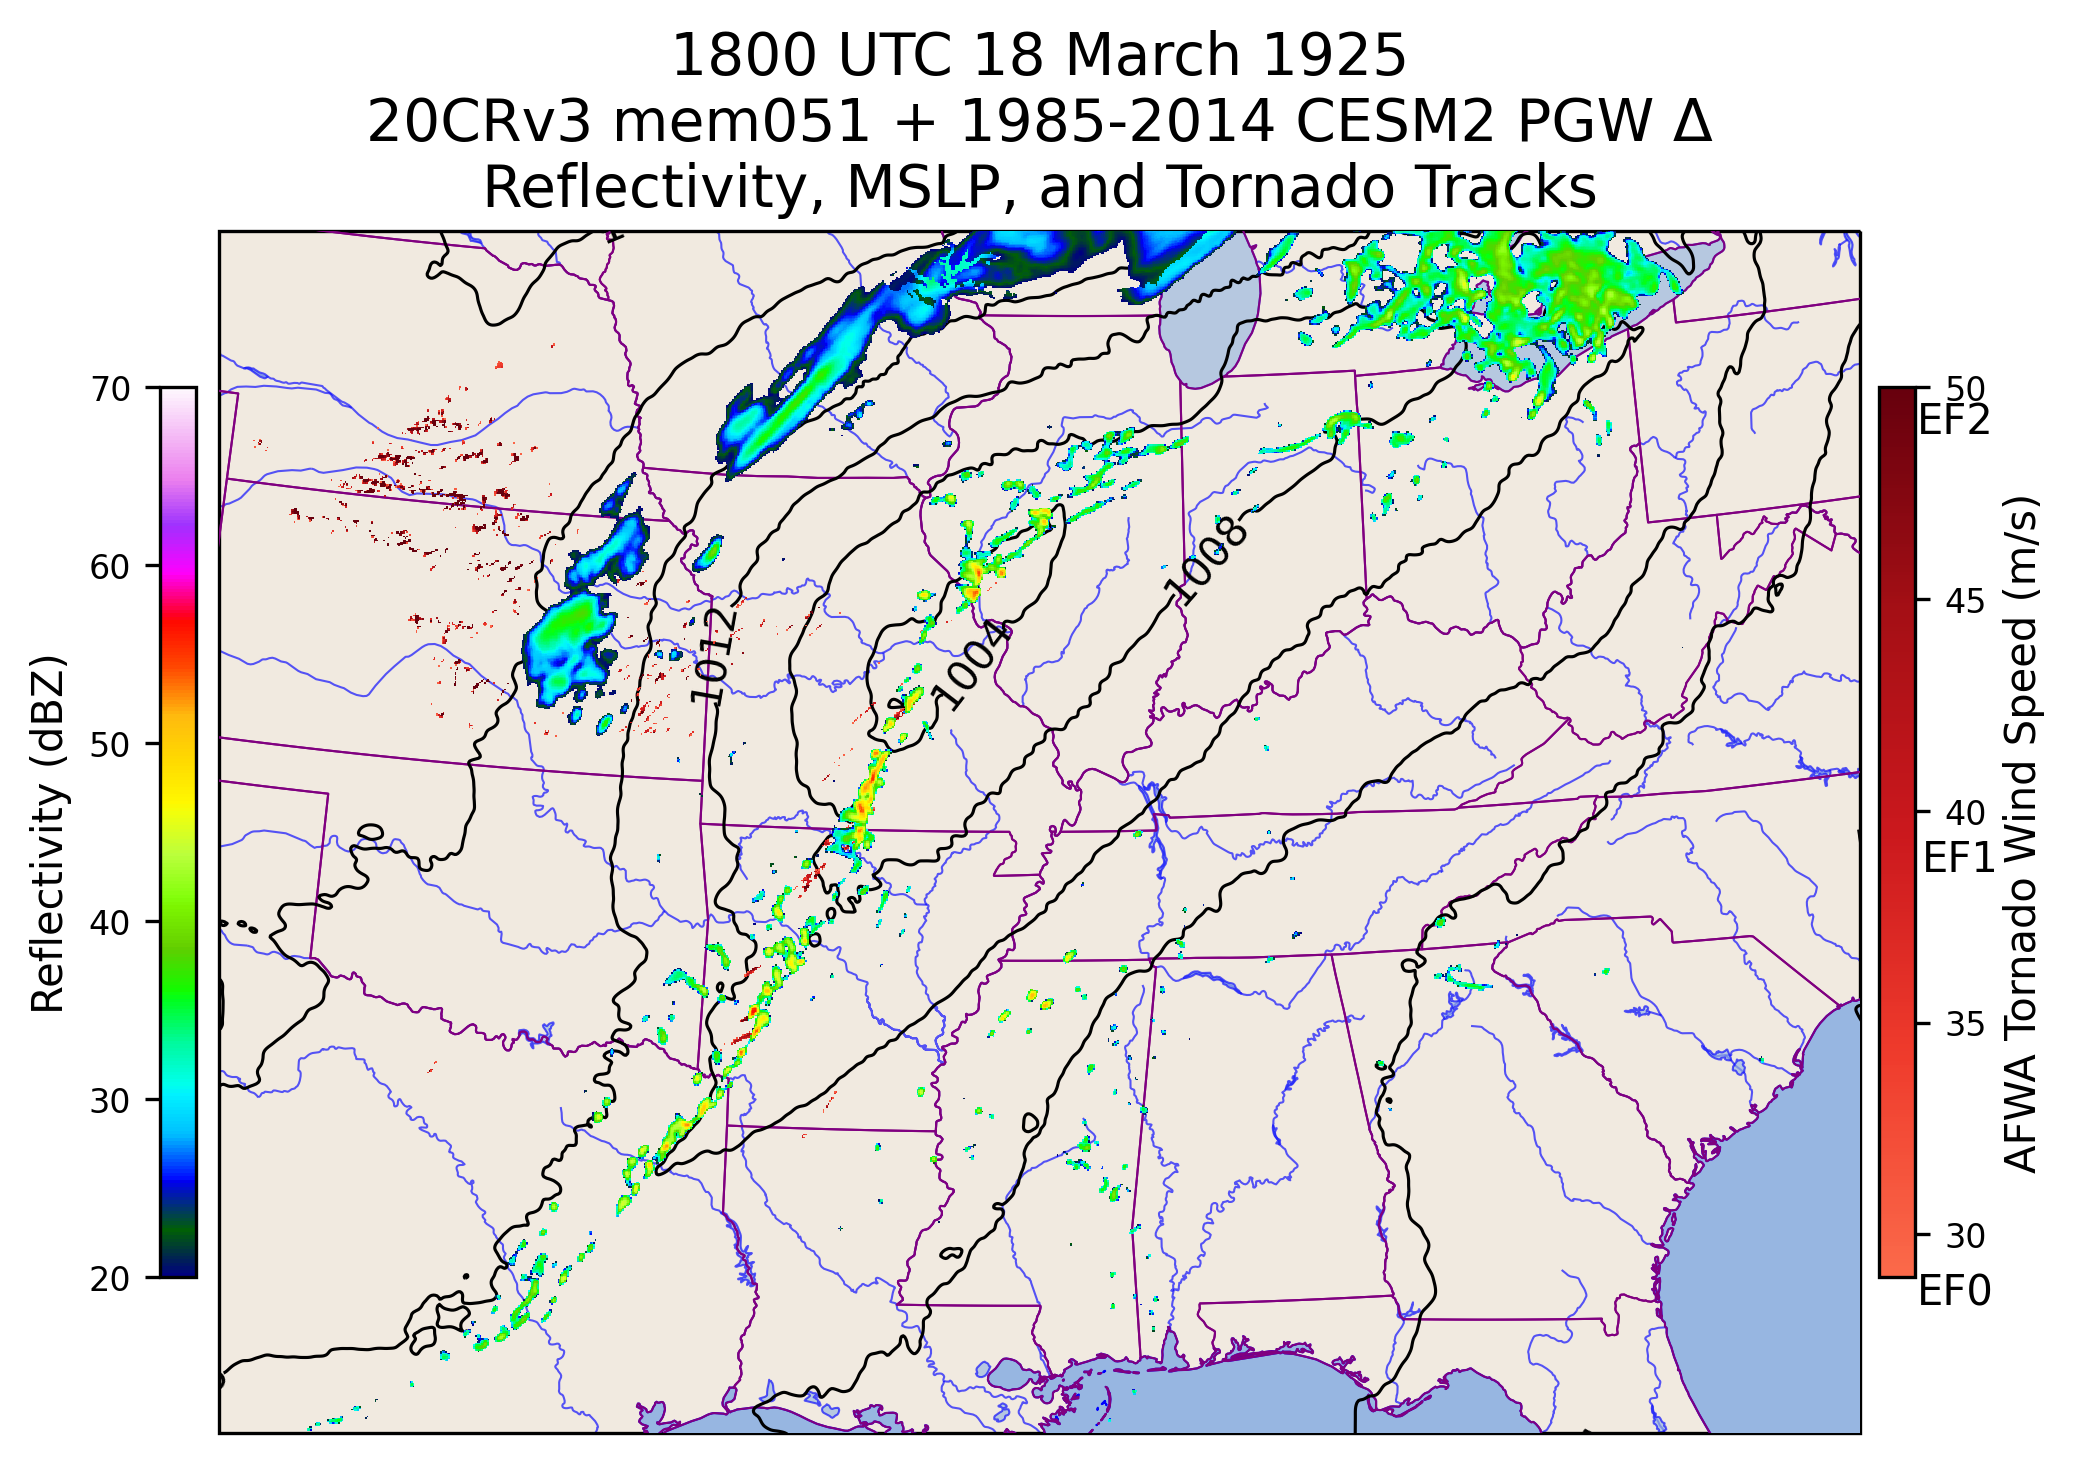 1800 UTC 18 March 1925
20CRv3 mem051 + 1985-2014 CESM2 PGW Δ
Reflectivity, MSLP, and Tornado Tracks
70
60
50
40
30
20
Reflectivity (dBZ)
1012
1004
1008
50
EF2
45
40
EF1
35
30
EF0
AFWA Tornado Wind Speed (m/s)